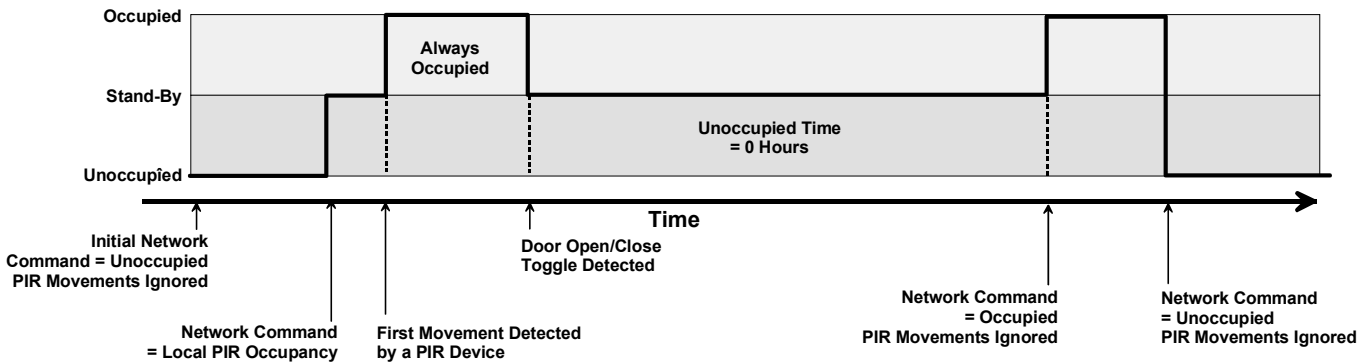 Occupied
Always
Occupied
Stand-By
Unoccupied Time
= 0 Hours
Unoccupied
Time
Initial Network
Command = Unoccupied
PIR Movements Ignored
Door Open/Close
Toggle Detected
Network Command
= Local PIR Occupancy
First Movement Detected
by a PIR Device
Network Command
= Occupied
PIR Movements Ignored
Network Command
= Unoccupied
PIR Movements Ignored